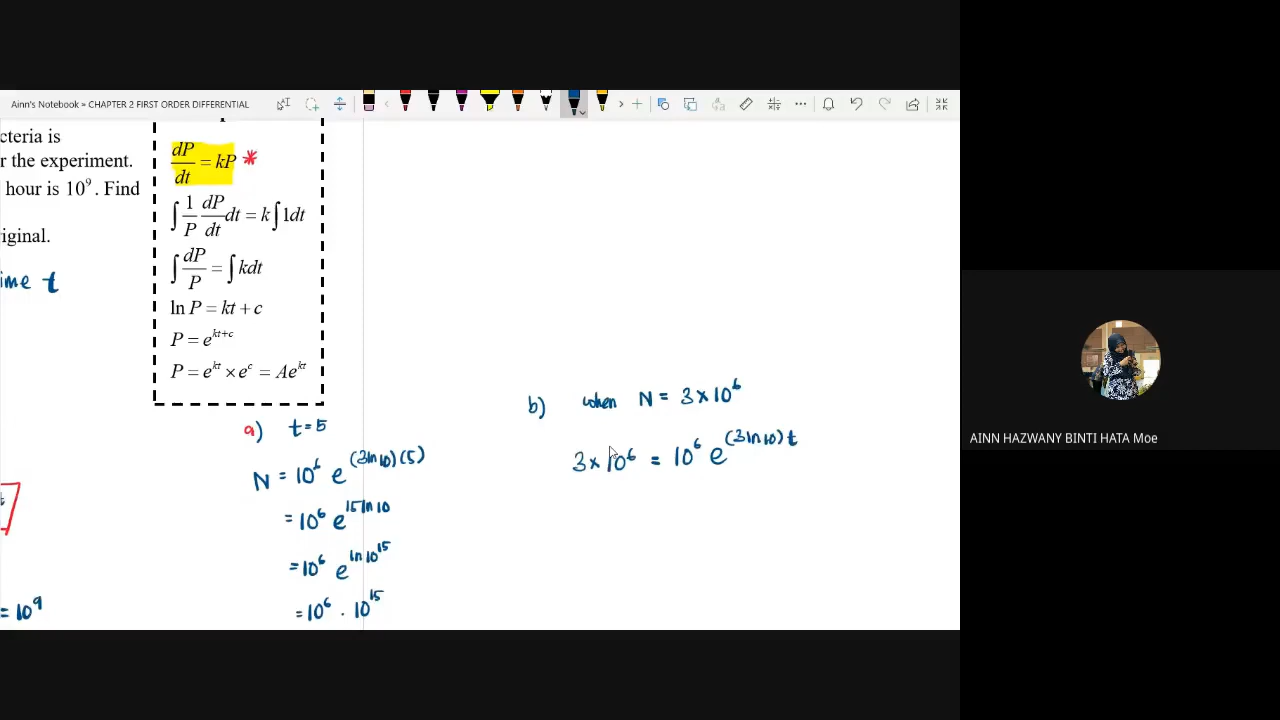 Ainn's Notebook » CHAPTER 2 FIRST ORDER DIFFERENTIAL
cteria is
r the experiment.
hour is 10⁹. Find
iginal.
ime t
= 10⁹
dP/dt = kP *
∫ 1/P dP/dt dt = k ∫ 1dt
∫ dP/P = ∫ kdt
ln P = kt + c
P = e^(kt+c)
P = e^(kt) × e^c = Ae^(kt)
a) t = 5
N = 10⁶ e^((3ln10)(5))
= 10⁶ e^(15ln10)
= 10⁶ e^(ln10^15)
= 10⁶ . 10^15
b) when N = 3 × 10⁶
3 × 10⁶ = 10⁶ e^((3ln10)t)
AINN HAZWANY BINTI HATA Moe